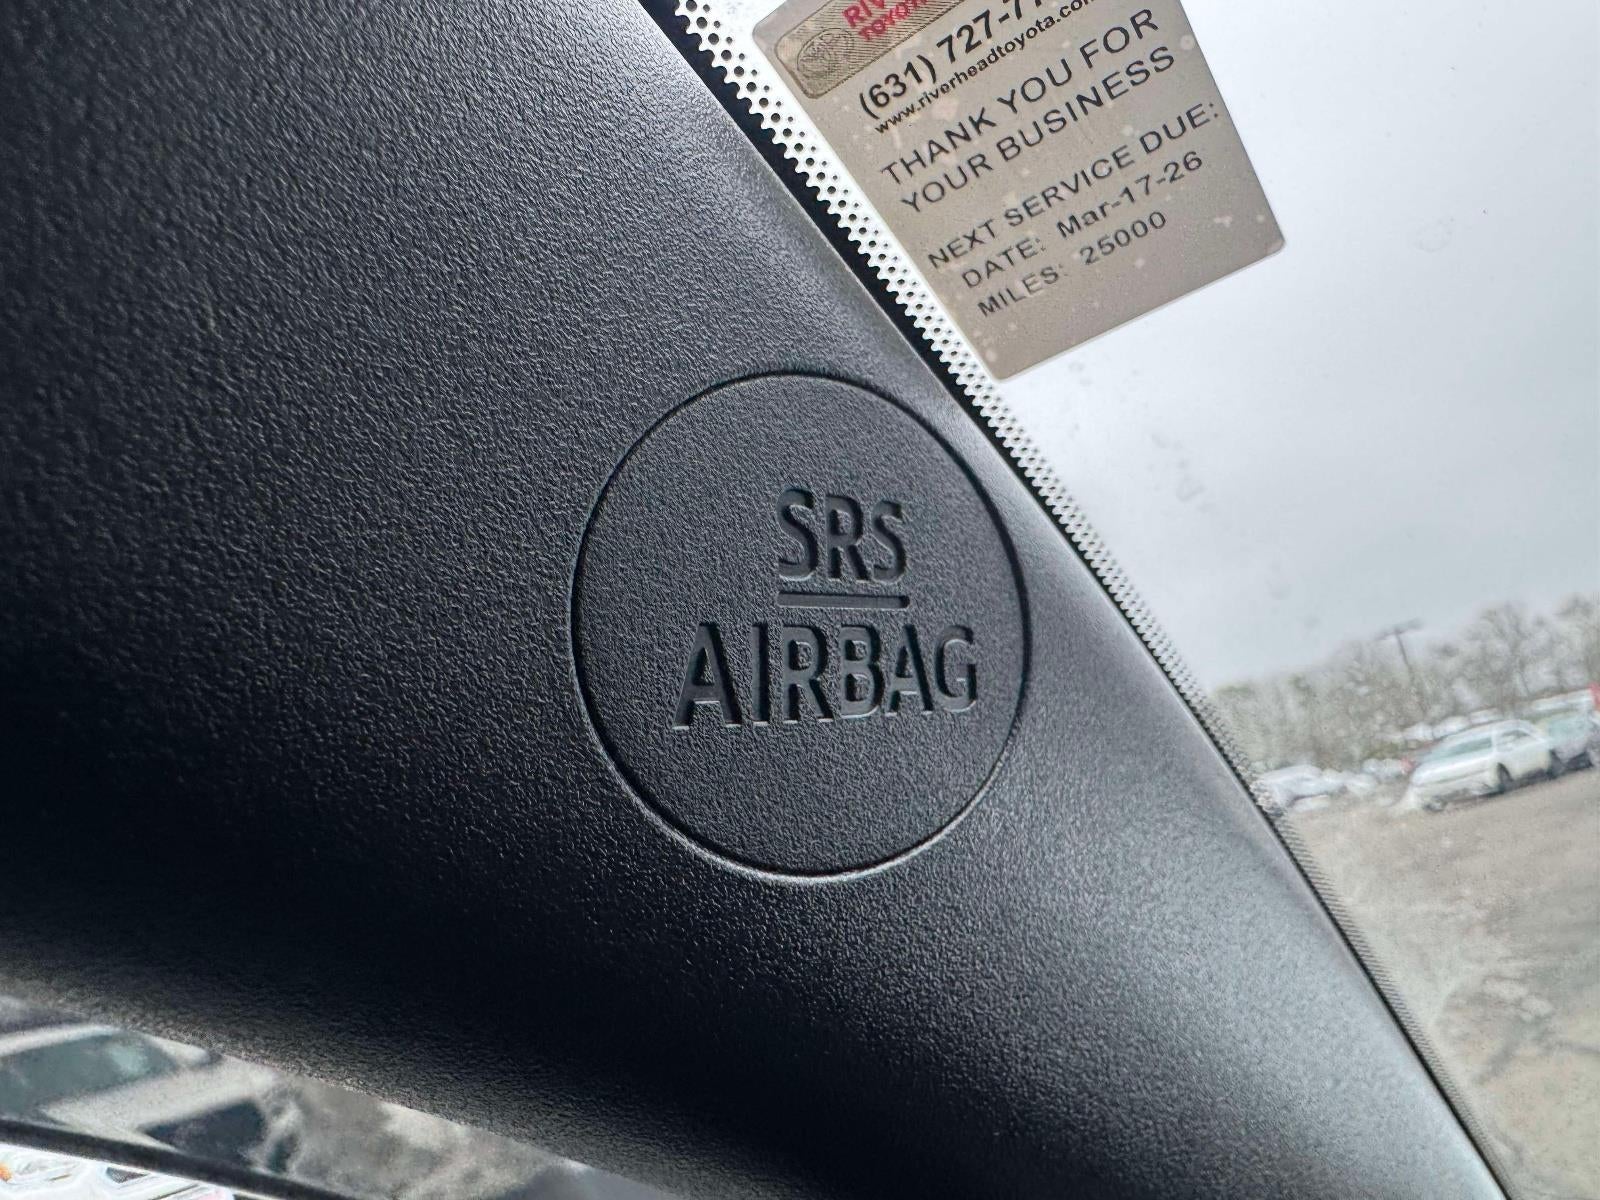 TOYOTA
(631) 727-7
www.riverheadtoyota.com
THANK YOU FOR
YOUR BUSINESS
NEXT SERVICE DUE:
DATE: Mar-17-26
MILES: 25000
SRS
AIRBAG